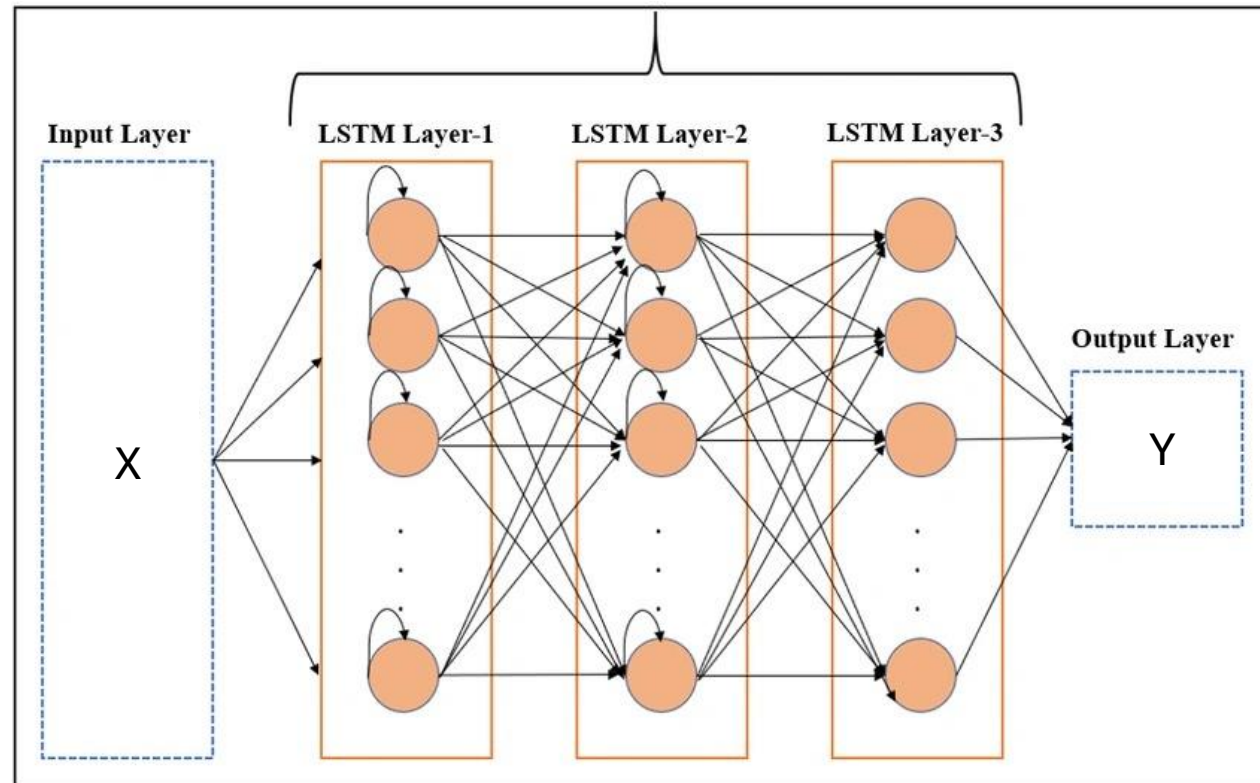 Input Layer
LSTM Layer-1
LSTM Layer-2
LSTM Layer-3
Output Layer
X
Y